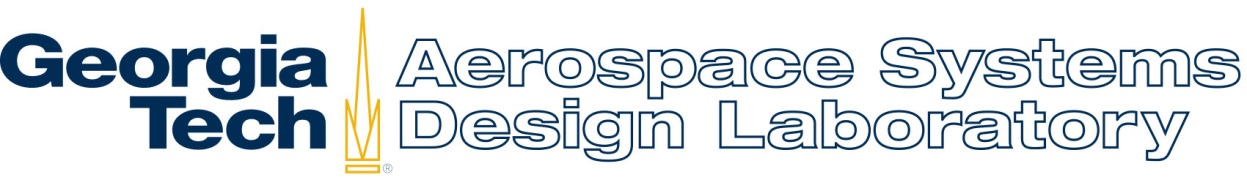 Georgia
Tech
®
Aerospace Systems
Design Laboratory